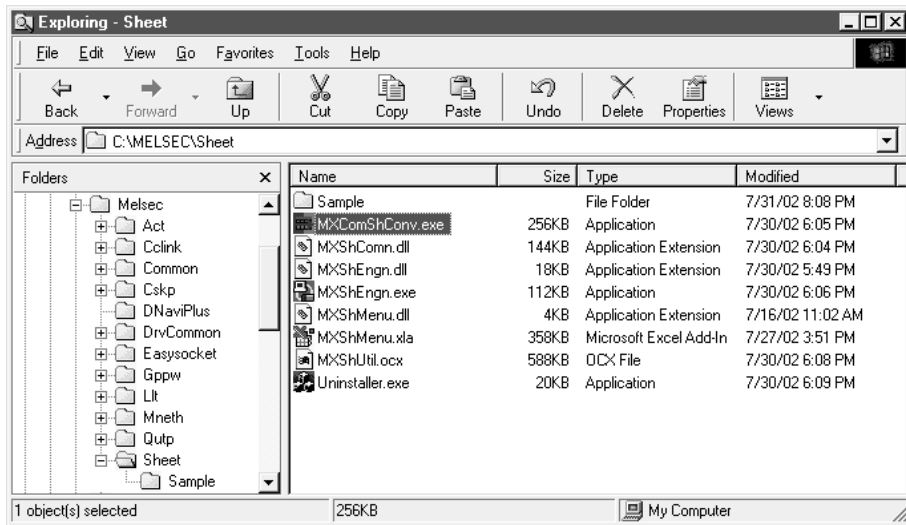 Exploring - Sheet
File Edit View Go Favorites Tools Help
Back Forward Up Cut Copy Paste Undo Delete Properties Views
Address C:\MELSEC\Sheet
Folders
Melsec
Act
Cclink
Common
Cskp
DNaviPlus
DrvCommon
Easysocket
Gppw
Llt
Mneth
Qutp
Sheet
Sample
Name Size Type Modified
Sample File Folder 7/31/02 8:08 PM
MXComShConv.exe 256KB Application 7/30/02 6:05 PM
MXShComn.dll 144KB Application Extension 7/30/02 6:04 PM
MXShEngn.dll 18KB Application Extension 7/30/02 5:49 PM
MXShEngn.exe 112KB Application 7/30/02 6:06 PM
MXShMenu.dll 4KB Application Extension 7/16/02 11:02 AM
MXShMenu.xla 358KB Microsoft Excel Add-In 7/27/02 3:51 PM
MXShUtil.ocx 588KB OCX File 7/30/02 6:08 PM
Uninstaller.exe 20KB Application 7/30/02 6:09 PM
1 object(s) selected 256KB My Computer